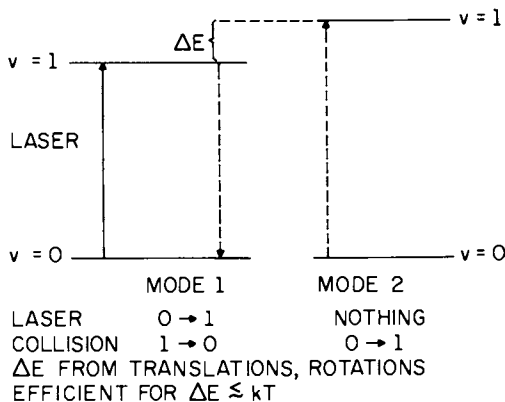 v = 1
ΔE
v = 1
LASER
v = 0
v = 0
MODE 1 MODE 2
LASER 0 → 1 NOTHING
COLLISION 1 → 0 0 → 1
ΔE FROM TRANSLATIONS, ROTATIONS
EFFICIENT FOR ΔE ≲ kT